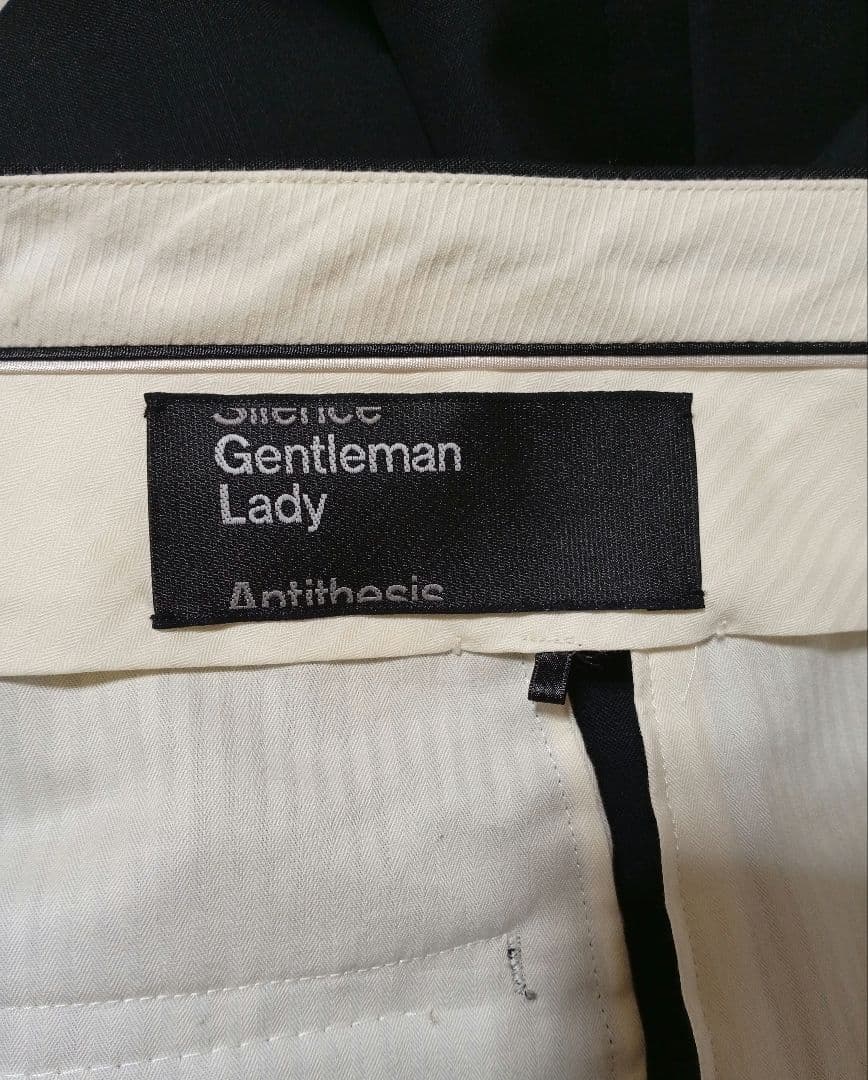 Silence
Gentleman
Lady
Antithesis